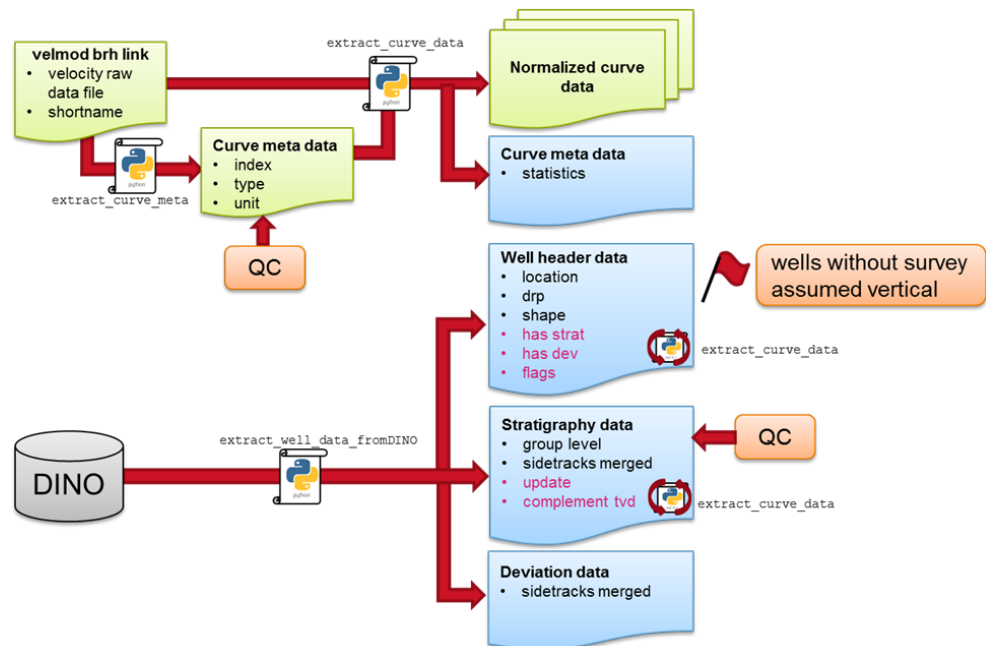 extract_curve_data
velmod brh link
• velocity raw
data file
• shortname
python
Normalized curve
data
Curve meta data
• index
• type
• unit
python
extract_curve_meta
QC
Curve meta data
• statistics
Well header data
• location
• drp
• shape
• has strat
• has dev
• flags
extract_curve_data
wells without survey
assumed vertical
DINO
extract_well_data_fromDINO
python
Stratigraphy data
• group level
• sidetracks merged
• update
• complement tvd
extract_curve_data
QC
Deviation data
• sidetracks merged